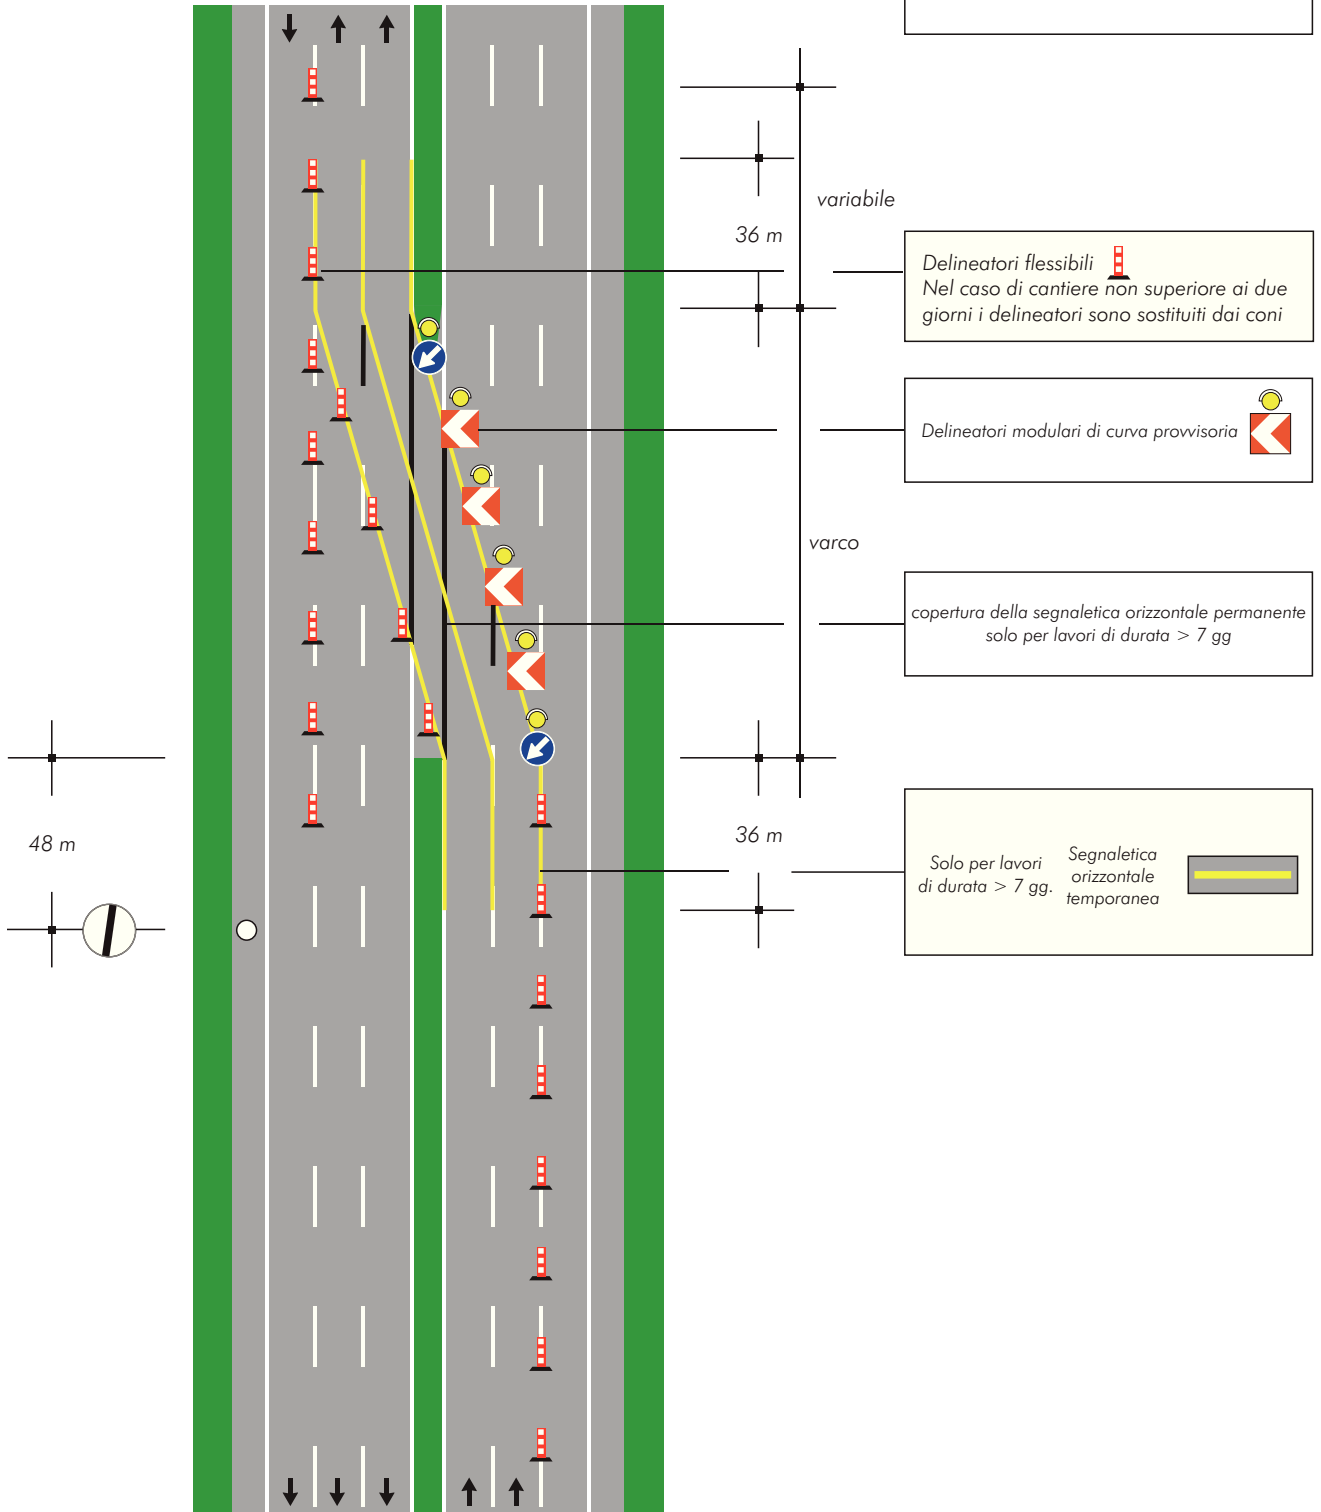 variabile
36 m
Delineatori flessibili
Nel caso di cantiere non superiore ai due
giorni i delineatori sono sostituiti dai coni
Delineatori modulari di curva provvisoria
varco
copertura della segnaletica orizzontale permanente
solo per lavori di durata > 7 gg
48 m
36 m
Solo per lavori
di durata > 7 gg.
Segnaletica
orizzontale
temporanea